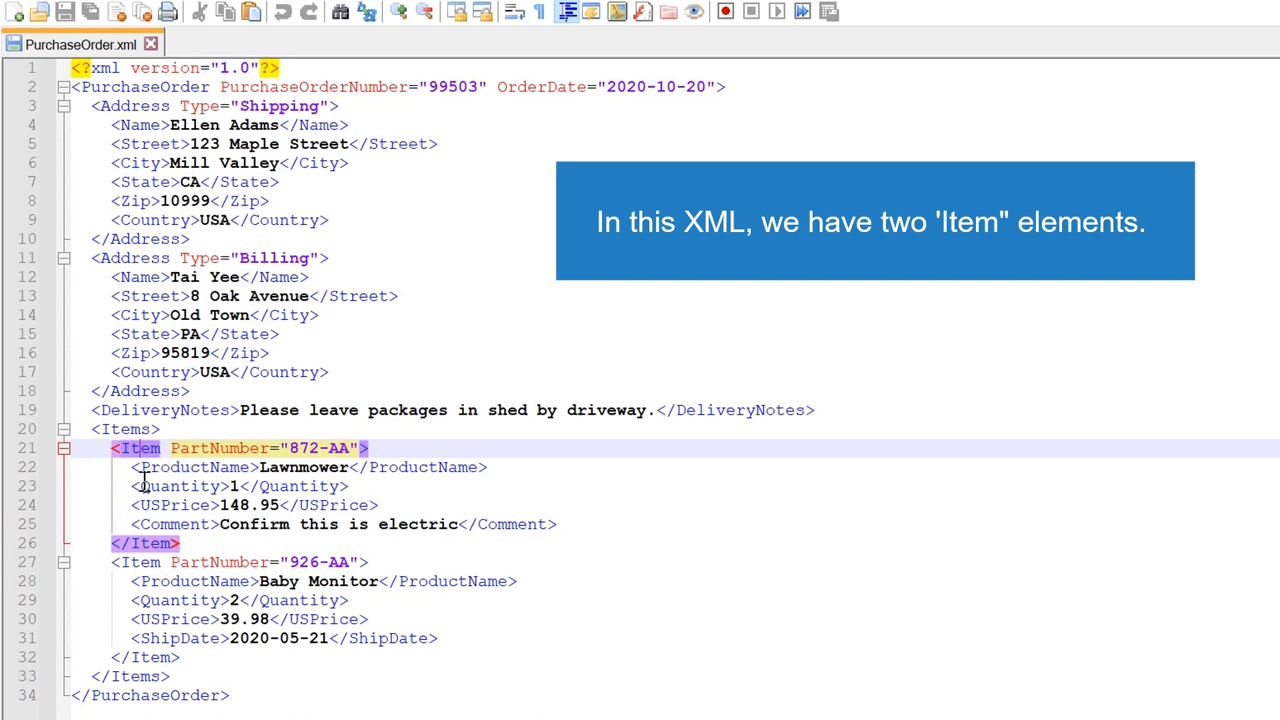 PurchaseOrder.xml
1 <?xml version="1.0"?>
2 <PurchaseOrder PurchaseOrderNumber="99503" OrderDate="2020-10-20">
3 <Address Type="Shipping">
4 <Name>Ellen Adams</Name>
5 <Street>123 Maple Street</Street>
6 <City>Mill Valley</City>
7 <State>CA</State>
8 <Zip>10999</Zip>
9 <Country>USA</Country>
10 </Address>
11 <Address Type="Billing">
12 <Name>Tai Yee</Name>
13 <Street>8 Oak Avenue</Street>
14 <City>Old Town</City>
15 <State>PA</State>
16 <Zip>95819</Zip>
17 <Country>USA</Country>
18 </Address>
19 <DeliveryNotes>Please leave packages in shed by driveway.</DeliveryNotes>
20 <Items>
21 <Item PartNumber="872-AA">
22 <ProductName>Lawnmower</ProductName>
23 <Quantity>1</Quantity>
24 <USPrice>148.95</USPrice>
25 <Comment>Confirm this is electric</Comment>
26 </Item>
27 <Item PartNumber="926-AA">
28 <ProductName>Baby Monitor</ProductName>
29 <Quantity>2</Quantity>
30 <USPrice>39.98</USPrice>
31 <ShipDate>2020-05-21</ShipDate>
32 </Item>
33 </Items>
34 </PurchaseOrder>
In this XML, we have two 'Item" elements.